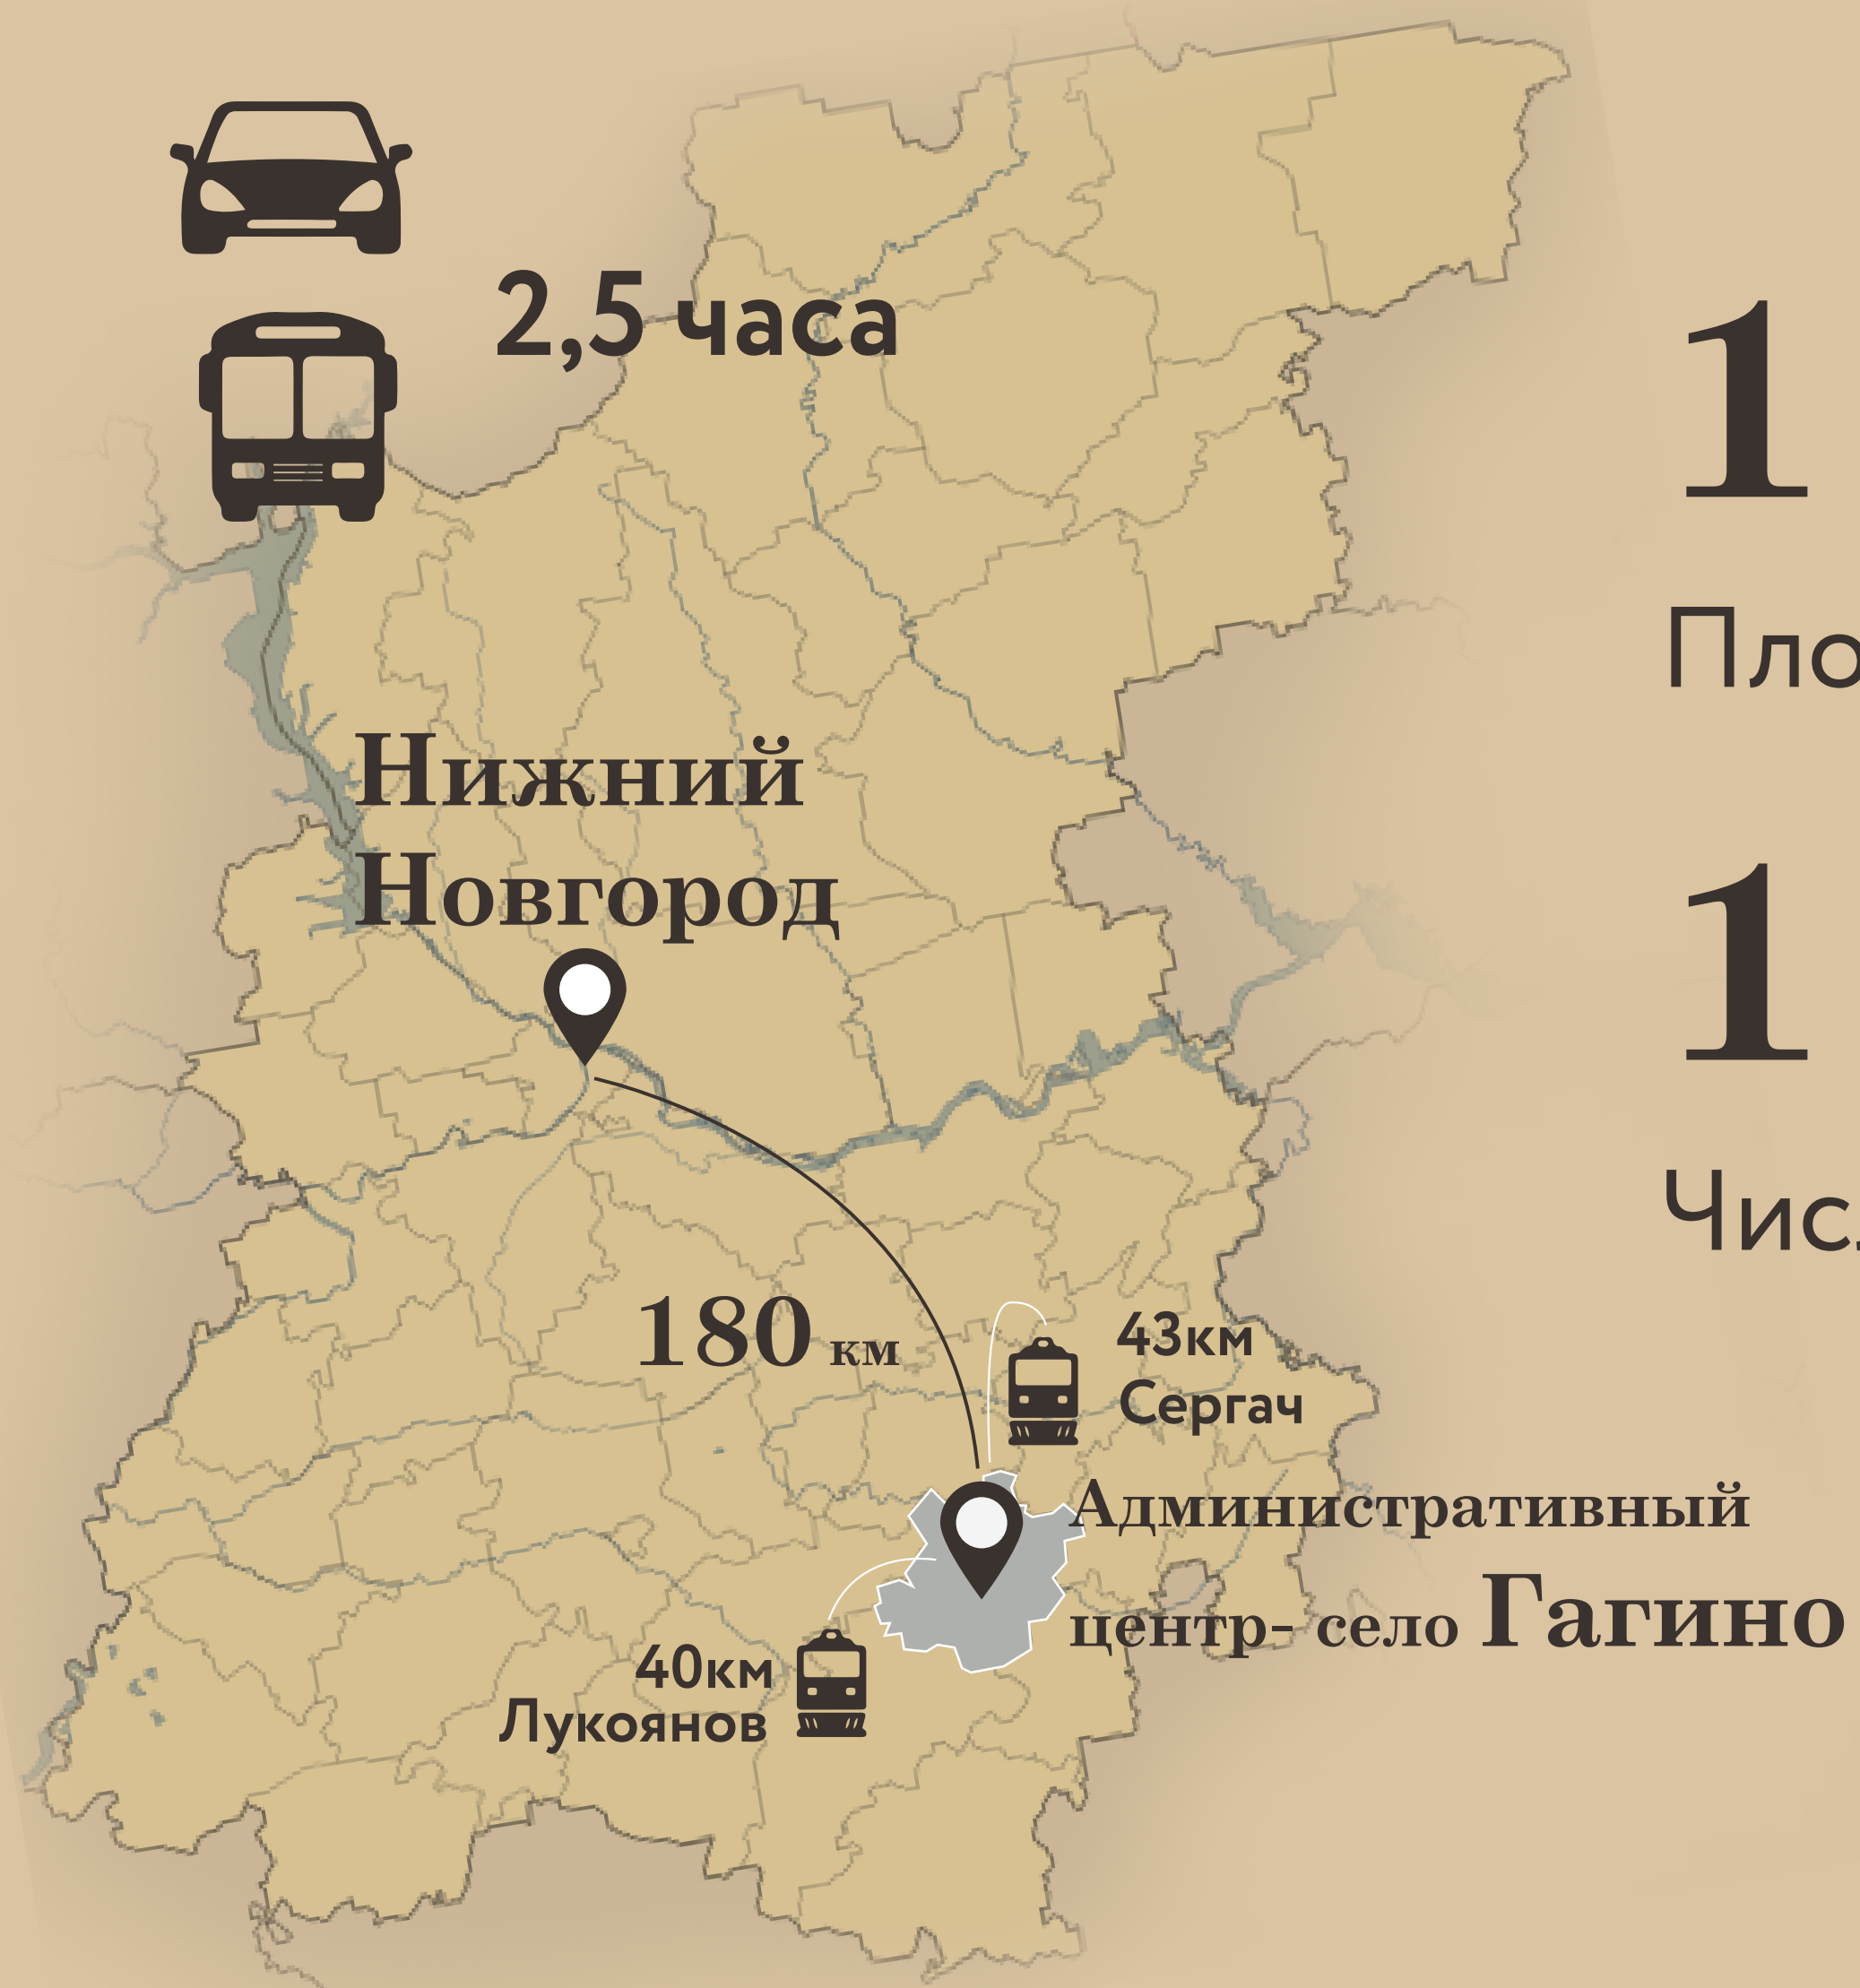 2,5 часа
1
Пло
Нижний
Новгород
1
Чис
180 км
43км
Сергач
Административный
центр- село Гагино
40км
Лукоянов